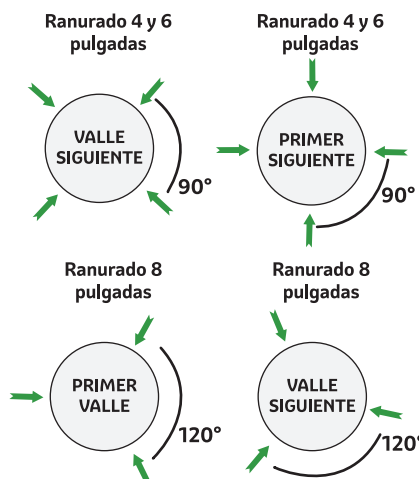 Ranurado 4 y 6
pulgadas
VALLE
SIGUIENTE
90°
Ranurado 4 y 6
pulgadas
PRIMER
SIGUIENTE
90°
Ranurado 8
pulgadas
PRIMER
VALLE
120°
Ranurado 8
pulgadas
VALLE
SIGUIENTE
120°